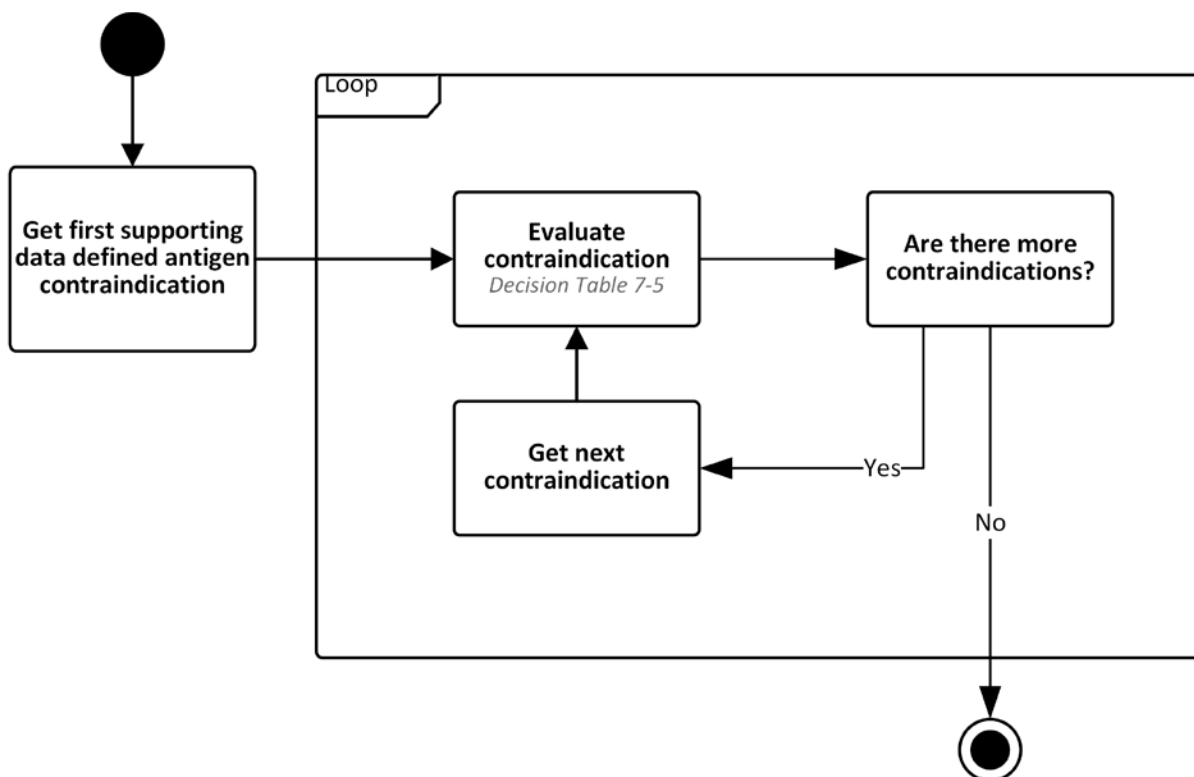 Loop
Get first supporting
data defined antigen
contraindication
Evaluate
contraindication
Decision Table 7-5
Are there more
contraindications?
Get next
contraindication
Yes
No